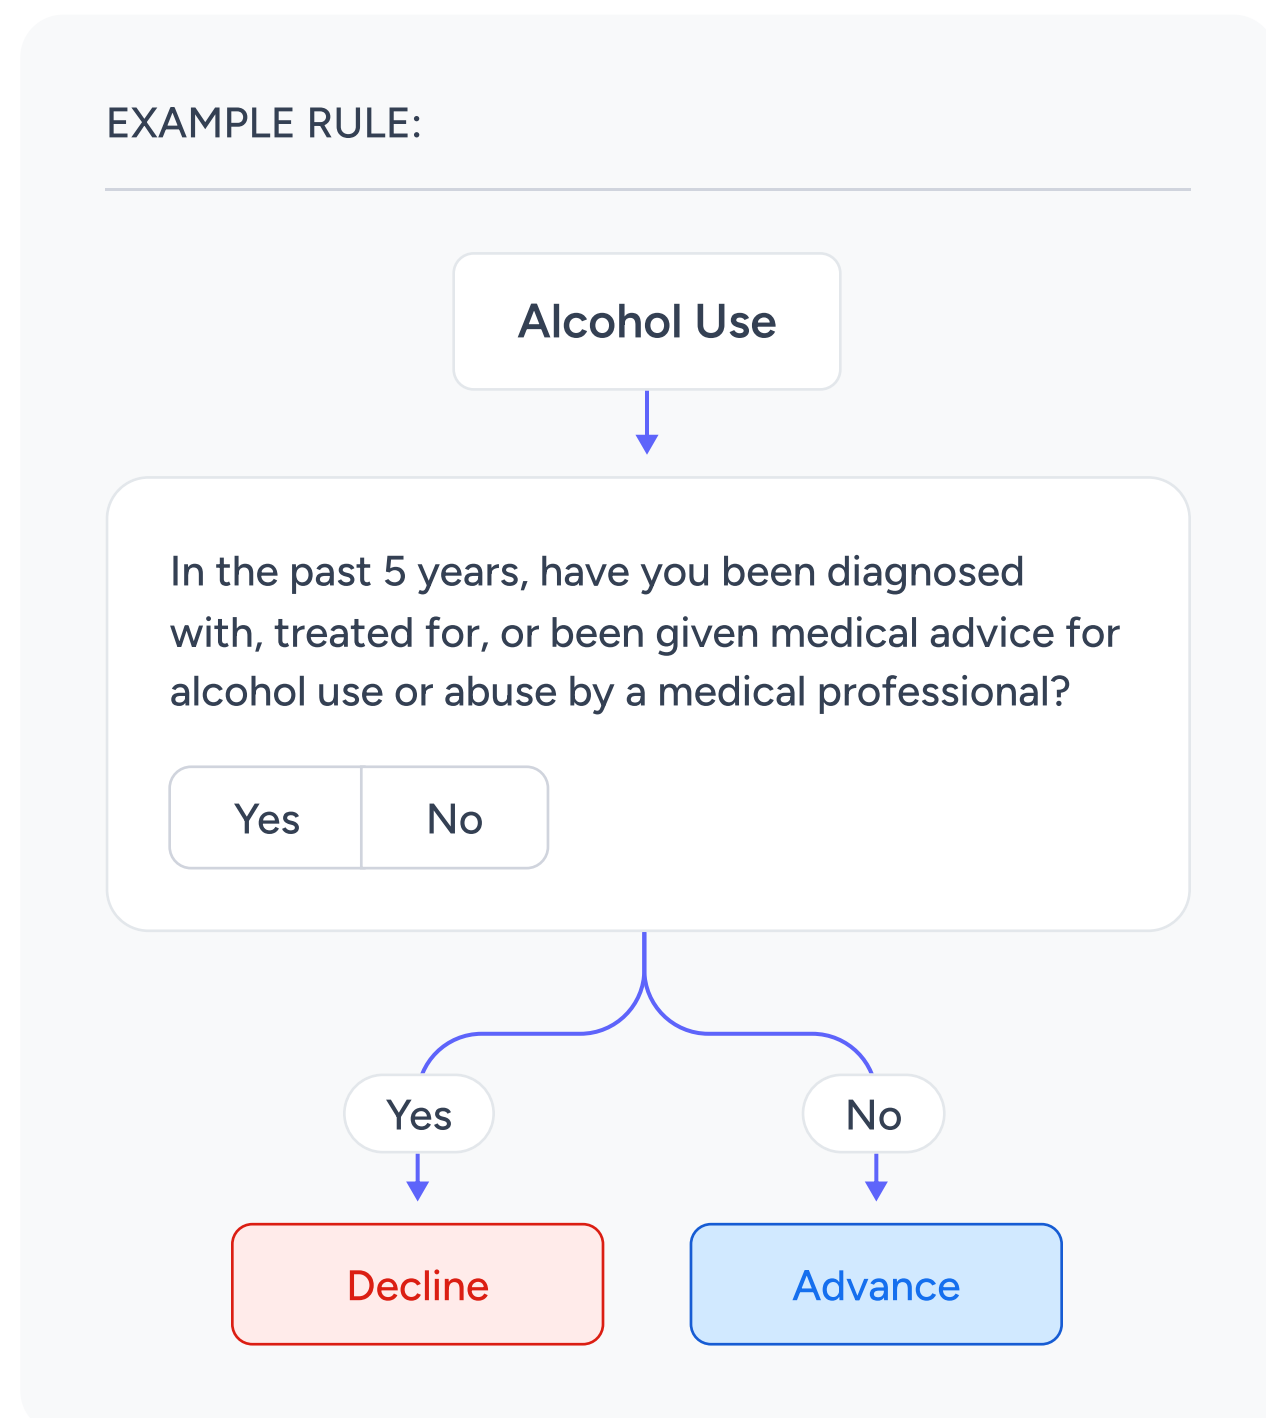 EXAMPLE RULE:
Alcohol Use
In the past 5 years, have you been diagnosed
with, treated for, or been given medical advice for
alcohol use or abuse by a medical professional?
Yes
No
Yes
No
Decline
Advance